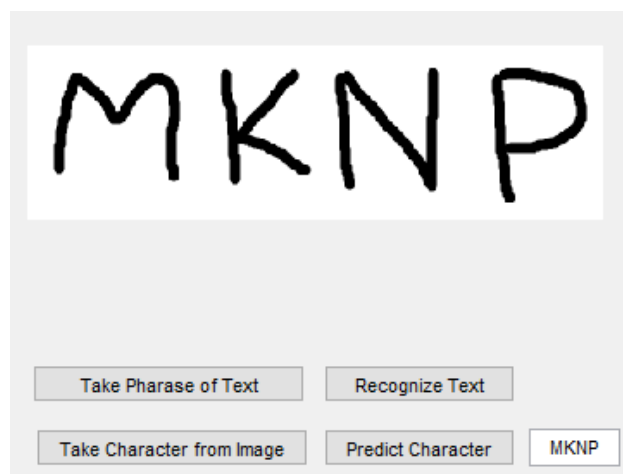 MKNP
Take Pharase of Text Recognize Text
Take Character from Image Predict Character MKNP